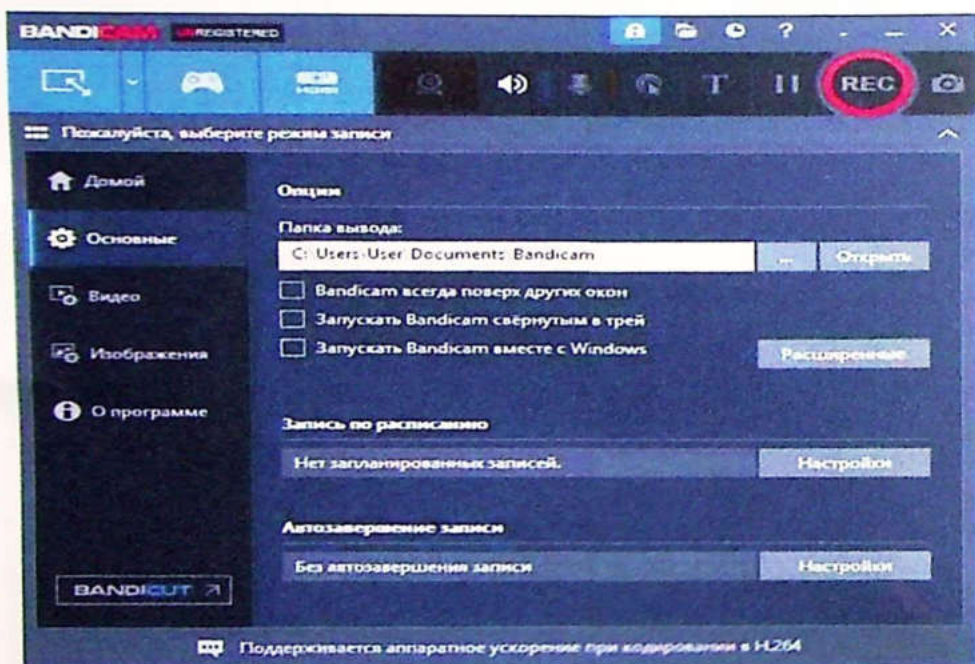 BANDICAM UNREGISTERED
HDMI
REC
Пожалуйста, выберите режим записи
Домой
Основные
Видео
Изображения
О программе
BANDICUT
Опции
Папка вывода:
C: Users-User Documents Bandicam
... Открыть
Bandicam всегда поверх других окон
Запускать Bandicam свёрнутым в трей
Запускать Bandicam вместе с Windows
Расширенные
Запись по расписанию
Нет запланированных записей. Настройки
Автозавершение записи
Без автозавершения записи Настройки
Поддерживается аппаратное ускорение при кодировании в H.264